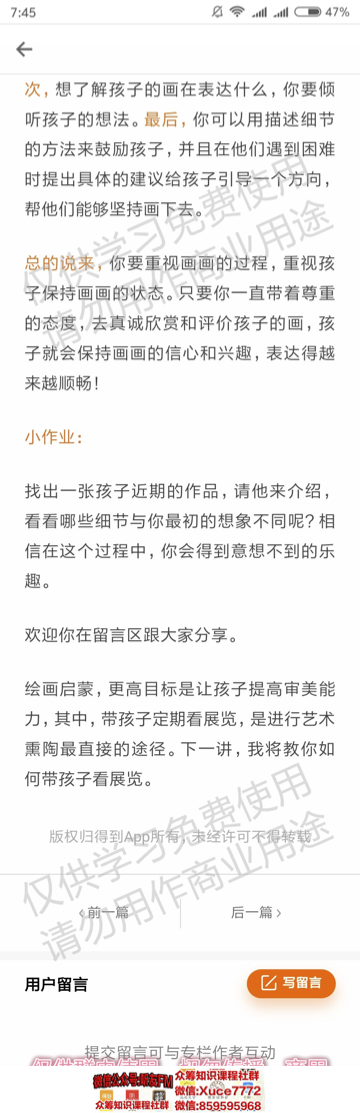 7:45
47%
次，想了解孩子的画在表达什么，你要倾
听孩子的想法。最后，你可以用描述细节
的方法来鼓励孩子，并且在他们遇到困难
时提出具体的建议给孩子引导一个方向，
帮他们能够坚持画下去。
总的说来，你要重视画画的过程，重视孩
子保持画画的状态。只要你一直带着尊重
的态度，去真诚欣赏和评价孩子的画，孩
子就会保持画画的信心和兴趣，表达得越
来越顺畅！
仅供学习免费使用
请勿用作商业用途
小作业：
找出一张孩子近期的作品，请他来介绍，
看看哪些细节与你最初的想象不同呢？相
信在这个过程中，你会得到意想不到的乐
趣。
欢迎你在留言区跟大家分享。
绘画启蒙，更高目标是让孩子提高审美能
力，其中，带孩子定期看展览，是进行艺术
熏陶最直接的途径。下一讲，我将教你如
何带孩子看展览。
版权归得到App所有，未经许可不得转载
仅供学习免费使用
请勿用作商业用途
‹ 前一篇
后一篇 ›
用户留言
写留言
提交留言可与专栏作者互动
众筹知识课程社群
微信:Xuce7772
众筹知识课程社群
微信:859595968